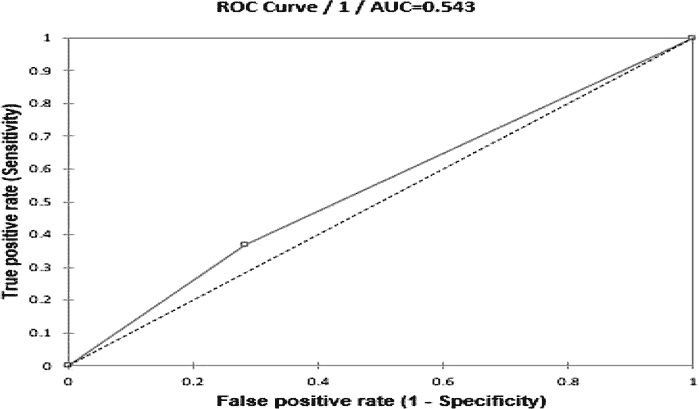 ROC Curve / 1 / AUC=0.543
1
0.9
0.8
0.7
0.6
0.5
0.4
0.3
0.2
0.1
0
True positive rate (Sensitivity)
0 0.2 0.4 0.6 0.8 1
False positive rate (1 - Specificity)